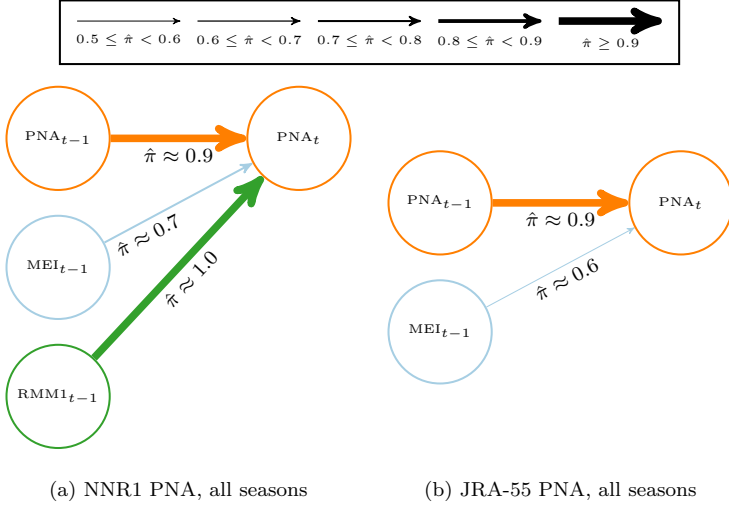 0.5 ≤ π̂ < 0.6 0.6 ≤ π̂ < 0.7 0.7 ≤ π̂ < 0.8 0.8 ≤ π̂ < 0.9 π̂ ≥ 0.9
PNA_{t−1}
π̂ ≈ 0.9
PNA_t
MEI_{t−1}
π̂ ≈ 0.7
RMM1_{t−1}
π̂ ≈ 1.0
(a) NNR1 PNA, all seasons
PNA_{t−1}
π̂ ≈ 0.9
PNA_t
MEI_{t−1}
π̂ ≈ 0.6
(b) JRA-55 PNA, all seasons